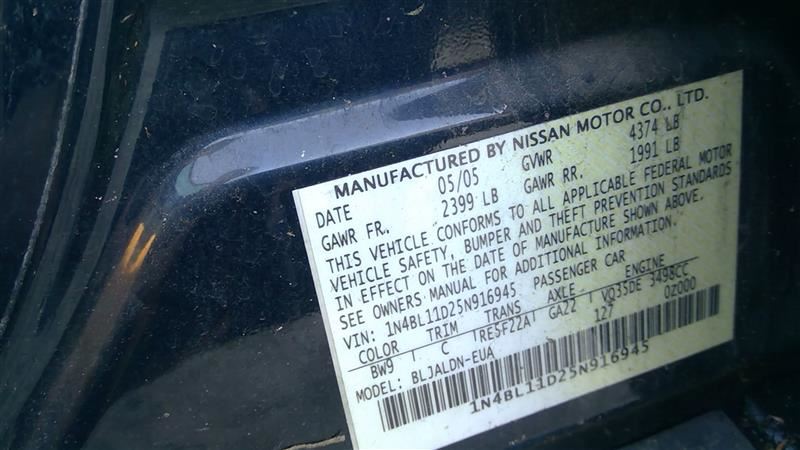 MANUFACTURED BY NISSAN MOTOR CO., LTD.
DATE 05/05 GVWR 4374 LB
GAWR FR. 2399 LB GAWR RR. 1991 LB
THIS VEHICLE CONFORMS TO ALL APPLICABLE FEDERAL MOTOR
VEHICLE SAFETY, BUMPER AND THEFT PREVENTION STANDARDS
IN EFFECT ON THE DATE OF MANUFACTURE SHOWN ABOVE.
SEE OWNERS MANUAL FOR ADDITIONAL INFORMATION.
VIN: 1N4BL11D25N916945 PASSENGER CAR
COLOR TRIM TRANS AXLE ENGINE
BW9 C RE5F22A GA22 VQ35DE 3498CC
127 0Z000
MODEL: BLJALDN-EUA
1N4BL11D25N916945